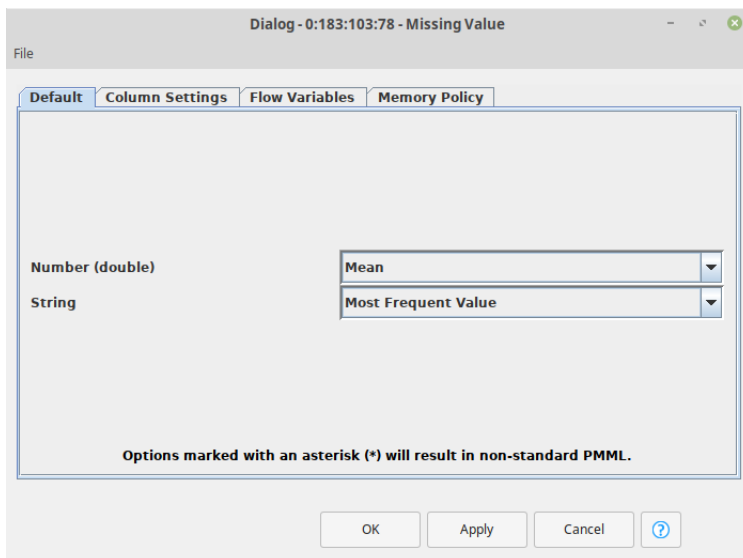 Dialog - 0:183:103:78 - Missing Value
File
Default Column Settings Flow Variables Memory Policy
Number (double) Mean
String Most Frequent Value
Options marked with an asterisk (*) will result in non-standard PMML.
OK Apply Cancel ?